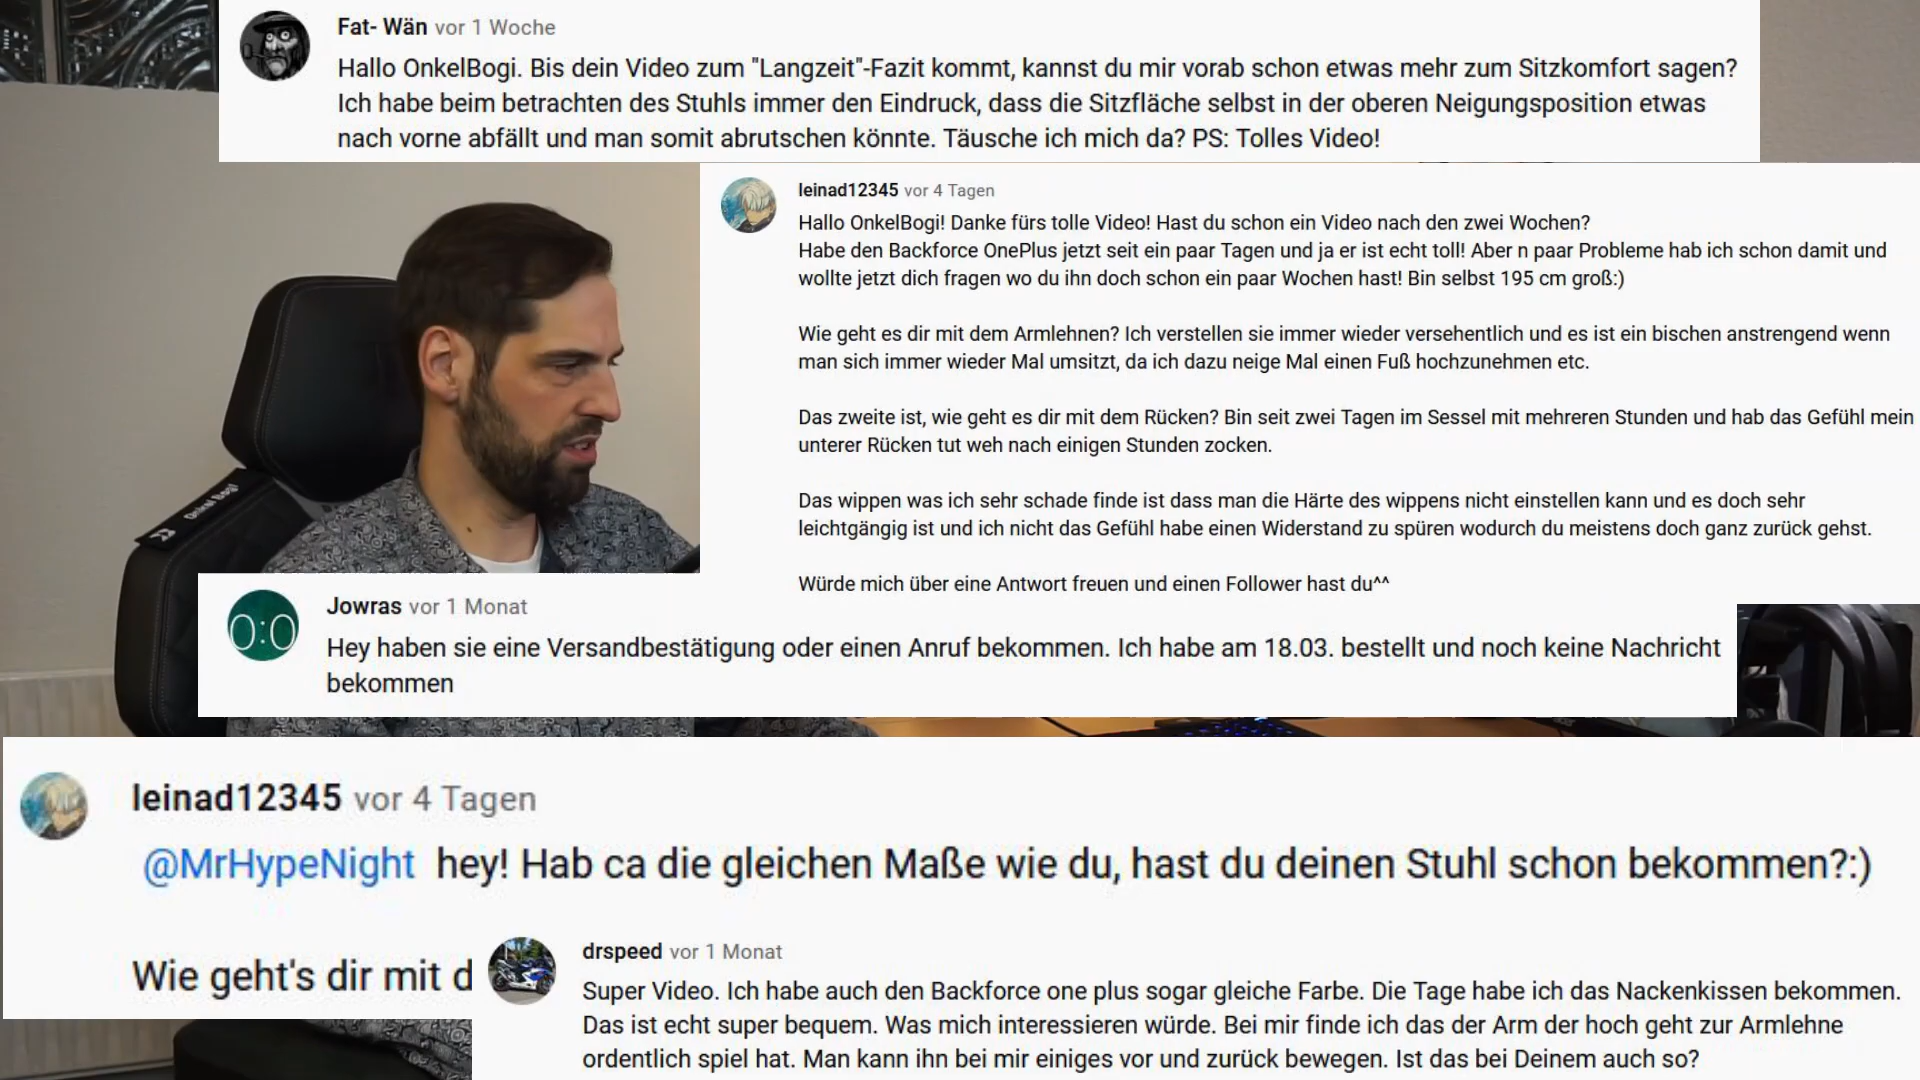 Fat- Wän vor 1 Woche
Hallo OnkelBogi. Bis dein Video zum "Langzeit"-Fazit kommt, kannst du mir vorab schon etwas mehr zum Sitzkomfort sagen?
Ich habe beim betrachten des Stuhls immer den Eindruck, dass die Sitzfläche selbst in der oberen Neigungsposition etwas
nach vorne abfällt und man somit abrutschen könnte. Täusche ich mich da? PS: Tolles Video!
leinad12345 vor 4 Tagen
Hallo OnkelBogi! Danke fürs tolle Video! Hast du schon ein Video nach den zwei Wochen?
Habe den Backforce OnePlus jetzt seit ein paar Tagen und ja er ist echt toll! Aber n paar Probleme hab ich schon damit und
wollte jetzt dich fragen wo du ihn doch schon ein paar Wochen hast! Bin selbst 195 cm groß:)
Wie geht es dir mit dem Armlehnen? Ich verstellen sie immer wieder versehentlich und es ist ein bischen anstrengend wenn
man sich immer wieder Mal umsitzt, da ich dazu neige Mal einen Fuß hochzunehmen etc.
Das zweite ist, wie geht es dir mit dem Rücken? Bin seit zwei Tagen im Sessel mit mehreren Stunden und hab das Gefühl mein
unterer Rücken tut weh nach einigen Stunden zocken.
Das wippen was ich sehr schade finde ist dass man die Härte des wippens nicht einstellen kann und es doch sehr
leichtgängig ist und ich nicht das Gefühl habe einen Widerstand zu spüren wodurch du meistens doch ganz zurück gehst.
Würde mich über eine Antwort freuen und einen Follower hast du^^
Onkel Bogi
0:0
Jowras vor 1 Monat
Hey haben sie eine Versandbestätigung oder einen Anruf bekommen. Ich habe am 18.03. bestellt und noch keine Nachricht
bekommen
leinad12345 vor 4 Tagen
@MrHypeNight hey! Hab ca die gleichen Maße wie du, hast du deinen Stuhl schon bekommen?:)
Wie geht's dir mit d
drspeed vor 1 Monat
Super Video. Ich habe auch den Backforce one plus sogar gleiche Farbe. Die Tage habe ich das Nackenkissen bekommen.
Das ist echt super bequem. Was mich interessieren würde. Bei mir finde ich das der Arm der hoch geht zur Armlehne
ordentlich spiel hat. Man kann ihn bei mir einiges vor und zurück bewegen. Ist das bei Deinem auch so?